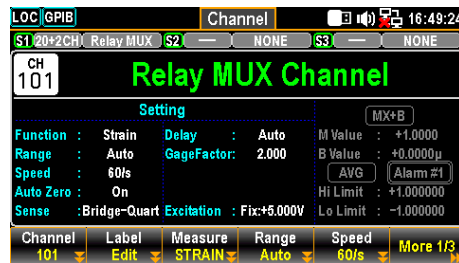 LOC GPIB Channel 16:49:24
S1 20+2CH Relay MUX S2 — NONE S3 — NONE
CH 101 Relay MUX Channel
Setting MX+B
Function : Strain Delay : Auto M Value : +1.0000
Range : Auto GageFactor: 2.000 B Value : +0.0000µ
Speed : 60/s AVG Alarm #1
Auto Zero : On Hi Limit : +1.000000
Sense :Bridge-Quart Excitation : Fix:+5.000V Lo Limit : -1.000000
Channel Label Measure Range Speed More 1/3
101 Edit STRAIN Auto 60/s